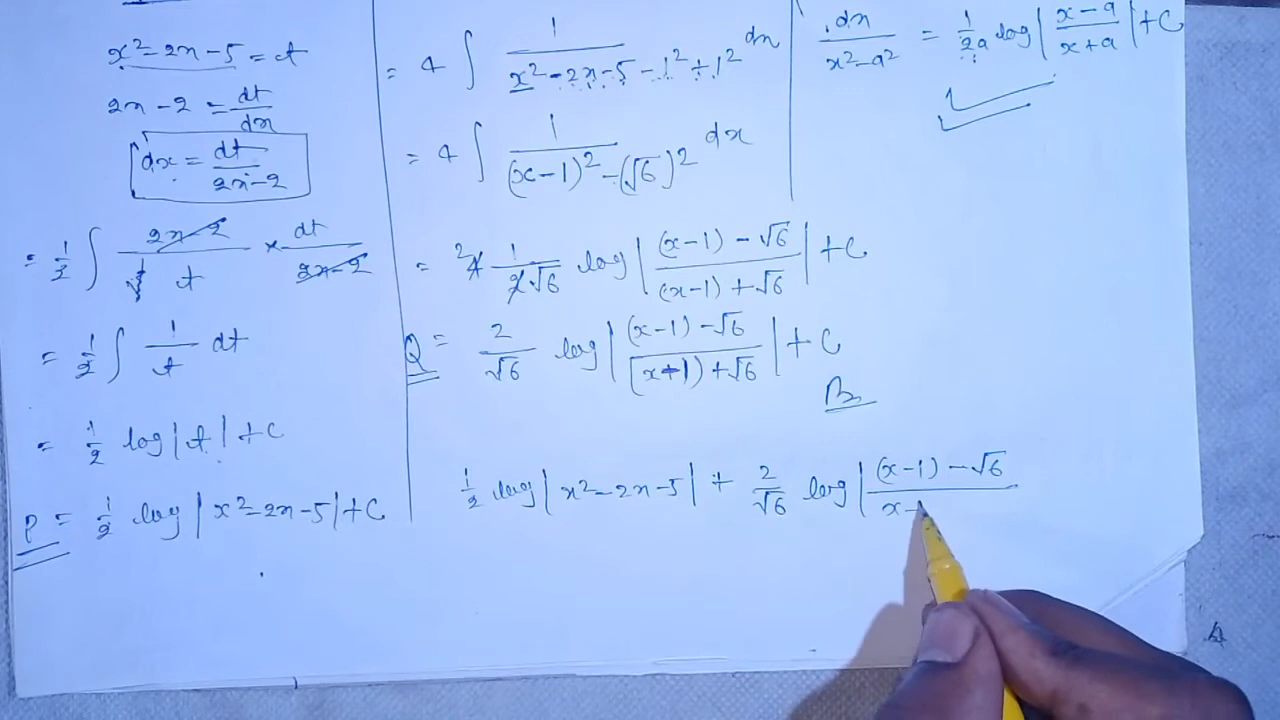 x² - 2x - 5 = t
2x - 2 = dt/dx
dx = dt/(2x - 2)
= 1/2 ∫ (2x - 2)/t × dt/(2x - 2)
= 1/2 ∫ 1/t dt
= 1/2 log|t| + C
P = 1/2 log|x² - 2x - 5| + C
= 4 ∫ 1/(x² - 2x - 5 - 1² + 1²) dx
= 4 ∫ 1/((x-1)² - (√6)²) dx
= ²4 1/(2√6) log|((x-1) - √6)/((x-1) + √6)| + C
Q = 2/√6 log|((x-1) - √6)/((x+1) + √6)| + C
1/2 log|x² - 2x - 5| + 2/√6 log|((x-1) - √6)/(x-
dx/(x² - a²) = 1/(2a) log|(x - a)/(x + a)| + C